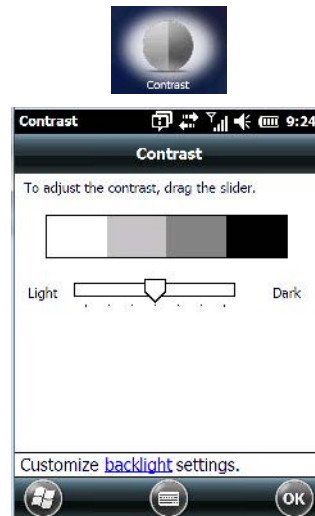 Contrast
Contrast 9:24
Contrast
To adjust the contrast, drag the slider.
Light Dark
Customize backlight settings.
OK